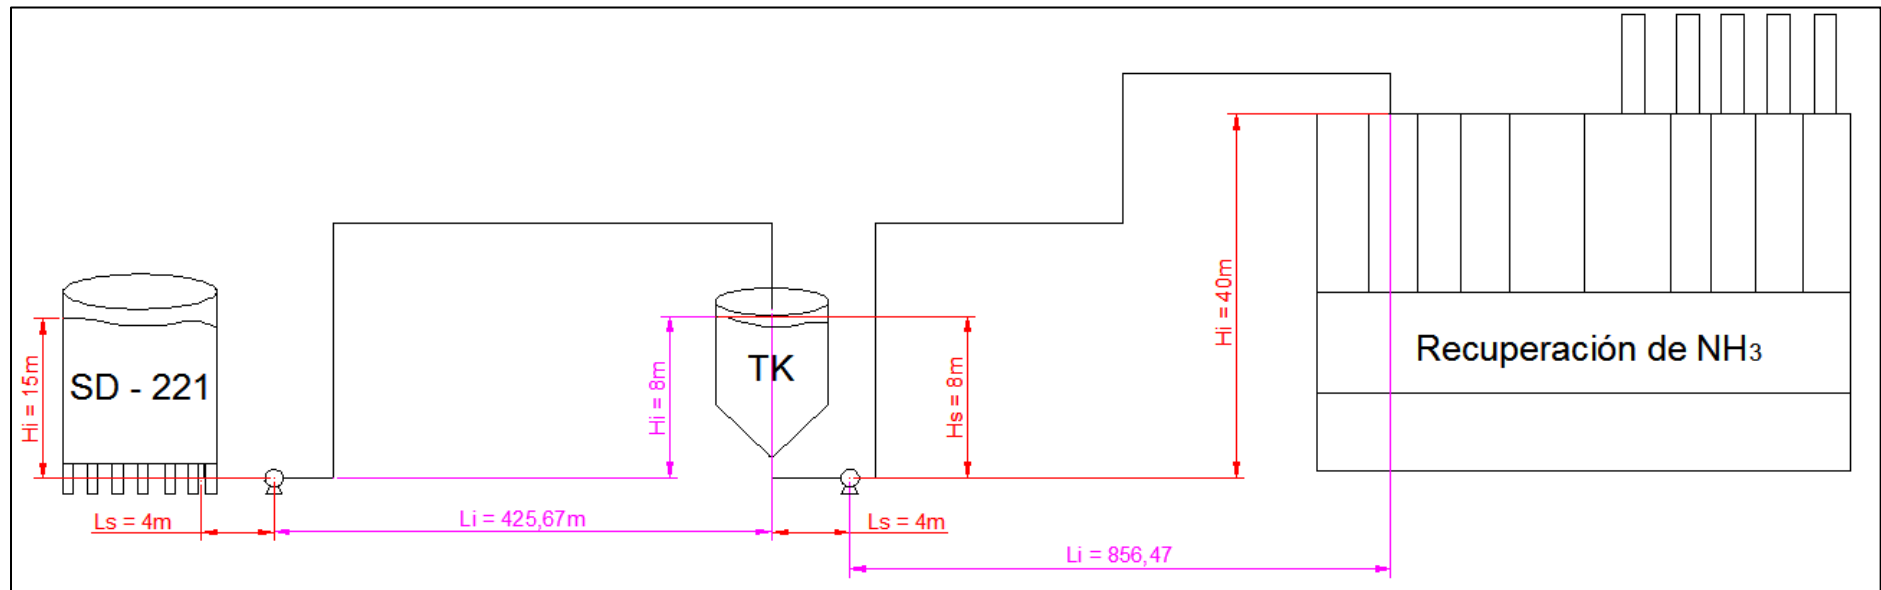 Hi = 15m
SD - 221
Ls = 4m
Li = 425,67m
Hi = 8m
TK
Hs = 8m
Ls = 4m
Li = 856,47
Hi = 40m
Recuperación de NH3